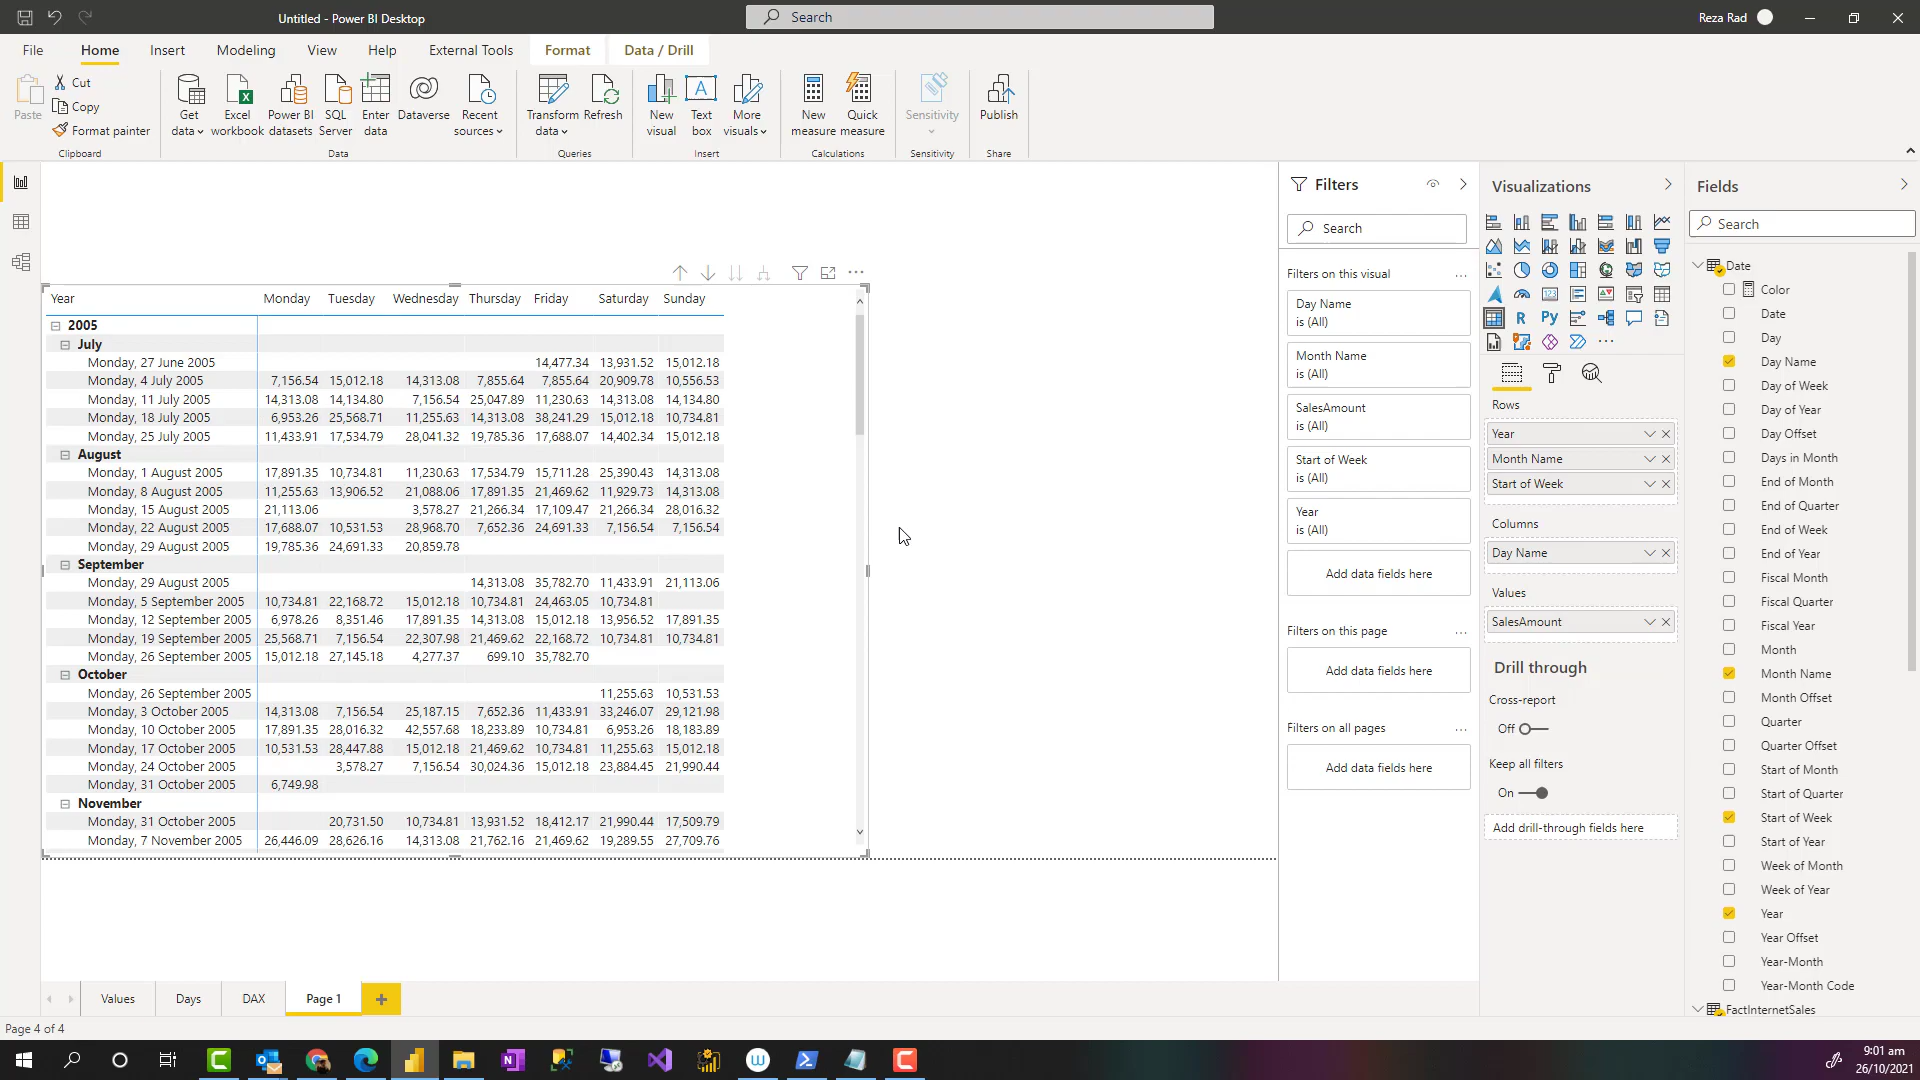 Untitled - Power BI Desktop
Search
Reza Rad
File Home Insert Modeling View Help External Tools Format Data / Drill
Paste
Cut
Copy
Format painter
Clipboard
Get data
Excel workbook
Power BI datasets
SQL Server
Enter data
Dataverse
Recent sources
Data
Transform data
Refresh
Queries
New visual
Text box
More visuals
Insert
New measure
Quick measure
Calculations
Sensitivity
Sensitivity
Publish
Share
Year Monday Tuesday Wednesday Thursday Friday Saturday Sunday
2005
July
Monday, 27 June 2005 14,477.34 13,931.52 15,012.18
Monday, 4 July 2005 7,156.54 15,012.18 14,313.08 7,855.64 7,855.64 20,909.78 10,556.53
Monday, 11 July 2005 14,313.08 14,134.80 7,156.54 25,047.89 11,230.63 14,313.08 14,134.80
Monday, 18 July 2005 6,953.26 25,568.71 11,255.63 14,313.08 38,241.29 15,012.18 10,734.81
Monday, 25 July 2005 11,433.91 17,534.79 28,041.32 19,785.36 17,688.07 14,402.34 15,012.18
August
Monday, 1 August 2005 17,891.35 10,734.81 11,230.63 17,534.79 15,711.28 25,390.43 14,313.08
Monday, 8 August 2005 11,255.63 13,906.52 21,088.06 17,891.35 21,469.62 11,929.73 14,313.08
Monday, 15 August 2005 21,113.06 3,578.27 21,266.34 17,109.47 21,266.34 28,016.32
Monday, 22 August 2005 17,688.07 10,531.53 28,968.70 7,652.36 24,691.33 7,156.54 7,156.54
Monday, 29 August 2005 19,785.36 24,691.33 20,859.78
September
Monday, 29 August 2005 14,313.08 35,782.70 11,433.91 21,113.06
Monday, 5 September 2005 10,734.81 22,168.72 15,012.18 10,734.81 24,463.05 10,734.81
Monday, 12 September 2005 6,978.26 8,351.46 17,891.35 14,313.08 15,012.18 13,956.52 17,891.35
Monday, 19 September 2005 25,568.71 7,156.54 22,307.98 21,469.62 22,168.72 10,734.81 10,734.81
Monday, 26 September 2005 15,012.18 27,145.18 4,277.37 699.10 35,782.70
October
Monday, 26 September 2005 11,255.63 10,531.53
Monday, 3 October 2005 14,313.08 7,156.54 25,187.15 7,652.36 11,433.91 33,246.07 29,121.98
Monday, 10 October 2005 17,891.35 28,016.32 42,557.68 18,233.89 10,734.81 6,953.26 18,183.89
Monday, 17 October 2005 10,531.53 28,447.88 15,012.18 21,469.62 10,734.81 11,255.63 15,012.18
Monday, 24 October 2005 3,578.27 7,156.54 30,024.36 15,012.18 23,884.45 21,990.44
Monday, 31 October 2005 6,749.98
November
Monday, 31 October 2005 20,731.50 10,734.81 13,931.52 18,412.17 21,990.44 17,509.79
Monday, 7 November 2005 26,446.09 28,626.16 14,313.08 21,762.16 21,469.62 19,289.55 27,709.76
Filters
Search
Filters on this visual
Day Name
is (All)
Month Name
is (All)
SalesAmount
is (All)
Start of Week
is (All)
Year
is (All)
Add data fields here
Filters on this page
Add data fields here
Filters on all pages
Add data fields here
Visualizations
R
Py
Rows
Year
Month Name
Start of Week
Columns
Day Name
Values
SalesAmount
Drill through
Cross-report
Off
Keep all filters
On
Add drill-through fields here
Fields
Search
Date
Color
Date
Day
Day Name
Day of Week
Day of Year
Day Offset
Days in Month
End of Month
End of Quarter
End of Week
End of Year
Fiscal Month
Fiscal Quarter
Fiscal Year
Month
Month Name
Month Offset
Quarter
Quarter Offset
Start of Month
Start of Quarter
Start of Week
Start of Year
Week of Month
Week of Year
Year
Year Offset
Year-Month
Year-Month Code
FactInternetSales
Values Days DAX Page 1
Page 4 of 4
9:01 am
26/10/2021